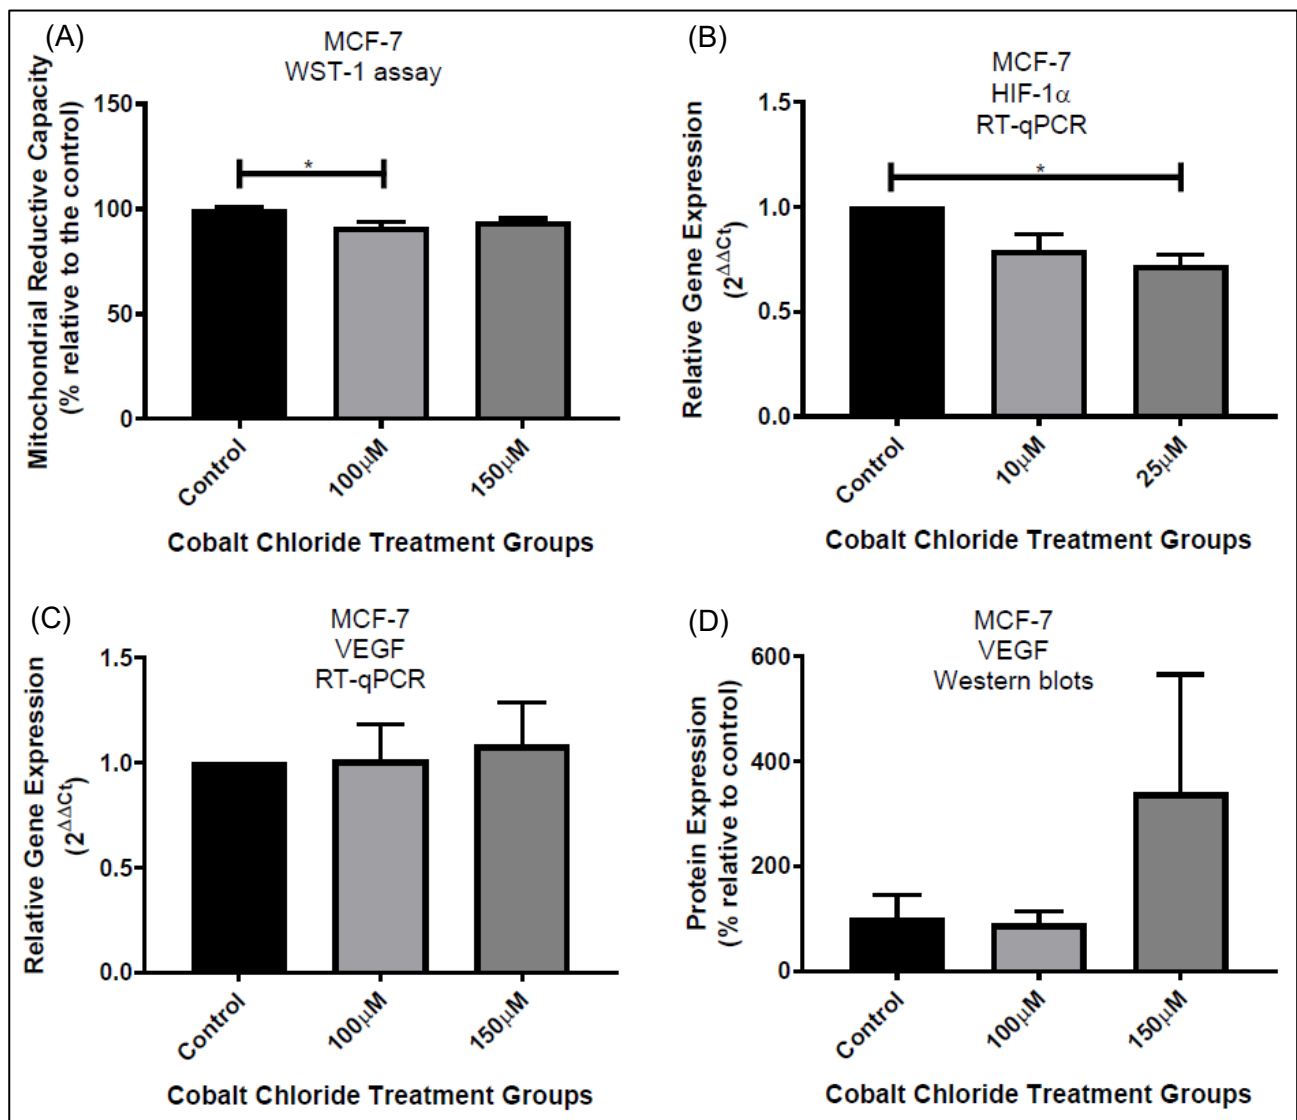 (A)
MCF-7
WST-1 assay
Mitochondrial Reductive Capacity
(% relative to the control)
150
100
50
0
*
Control
100μM
150μM
Cobalt Chloride Treatment Groups
(B)
MCF-7
HIF-1α
RT-qPCR
Relative Gene Expression
(2^ΔΔCt)
1.5
1.0
0.5
0.0
*
Control
10μM
25μM
Cobalt Chloride Treatment Groups
(C)
MCF-7
VEGF
RT-qPCR
Relative Gene Expression
(2^ΔΔCt)
1.5
1.0
0.5
0.0
Control
100μM
150μM
Cobalt Chloride Treatment Groups
(D)
MCF-7
VEGF
Western blots
Protein Expression
(% relative to control)
600
400
200
0
Control
100μM
150μM
Cobalt Chloride Treatment Groups